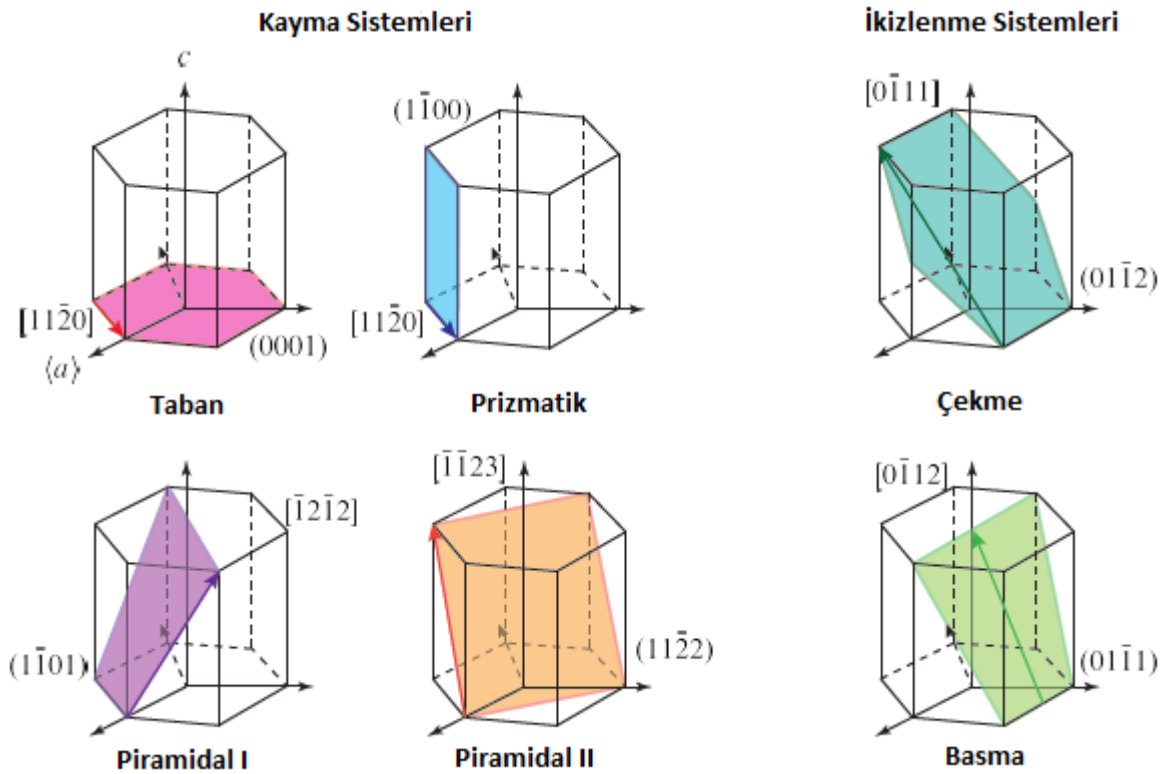 Kayma Sistemleri
İkizlenme Sistemleri
c
[112̄0]
(0001)
⟨a⟩
Taban
(11̄00)
[112̄0]
Prizmatik
[01̄11]
(011̄2)
Çekme
[1̄21̄2]
(11̄01)
Piramidal I
[1̄1̄23]
(112̄2)
Piramidal II
[01̄12]
(011̄1)
Basma